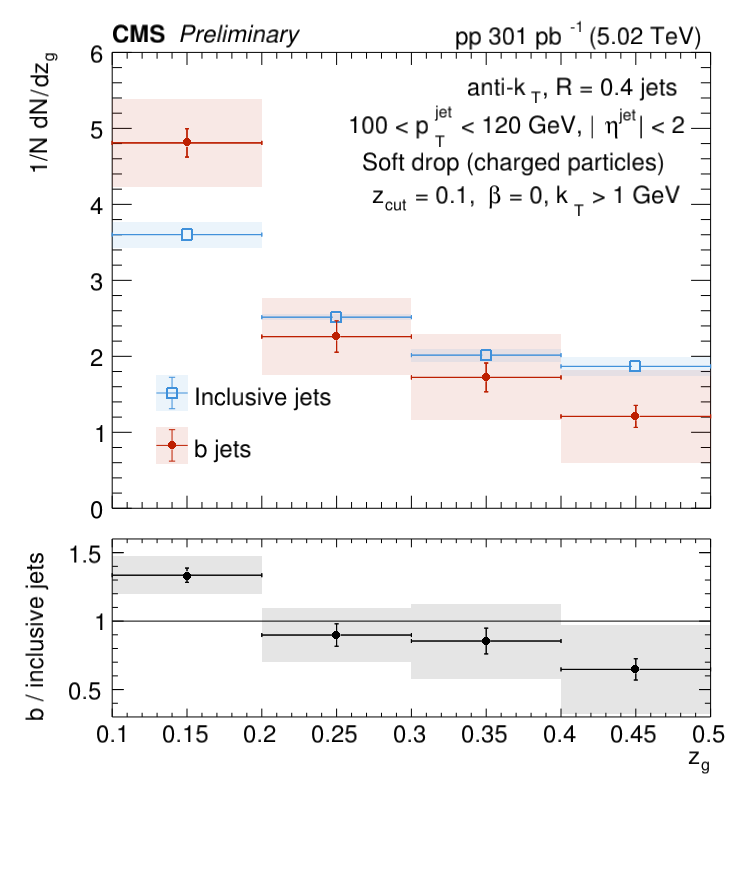 CMS Preliminary pp 301 pb⁻¹ (5.02 TeV)
1/N dN/dz_g
6
5
4
3
2
1
0
anti-k_T, R = 0.4 jets
100 < p_T^jet < 120 GeV, | η^jet| < 2
Soft drop (charged particles)
z_cut = 0.1, β = 0, k_T > 1 GeV
Inclusive jets
b jets
b / inclusive jets
1.5
1
0.5
0.1 0.15 0.2 0.25 0.3 0.35 0.4 0.45 0.5
z_g